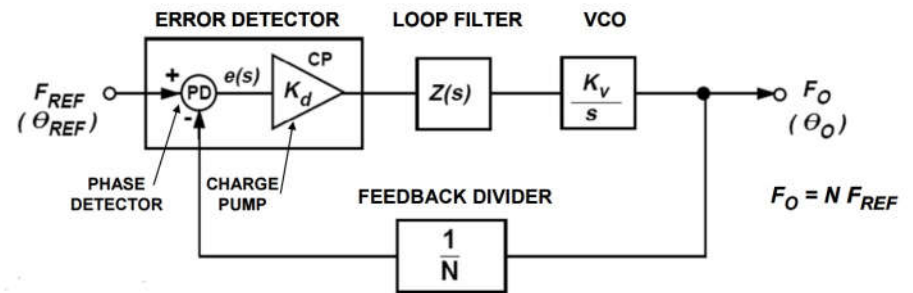 ERROR DETECTOR
LOOP FILTER
VCO
CP
F_REF
(Θ_REF)
+
PD
-
e(s)
K_d
Z(s)
K_v
s
F_O
(Θ_O)
PHASE
DETECTOR
CHARGE
PUMP
FEEDBACK DIVIDER
1
N
F_O = N F_REF